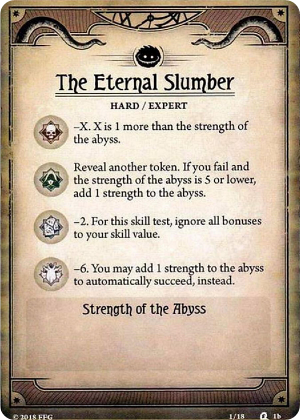 The Eternal Slumber
HARD / EXPERT
–X. X is 1 more than the strength of
the abyss.
Reveal another token. If you fail and
the strength of the abyss is 5 or lower,
add 1 strength to the abyss.
–2. For this skill test, ignore all bonuses
to your skill value.
–6. You may add 1 strength to the abyss
to automatically succeed, instead.
Strength of the Abyss
© 2018 FFG
1/18
1b